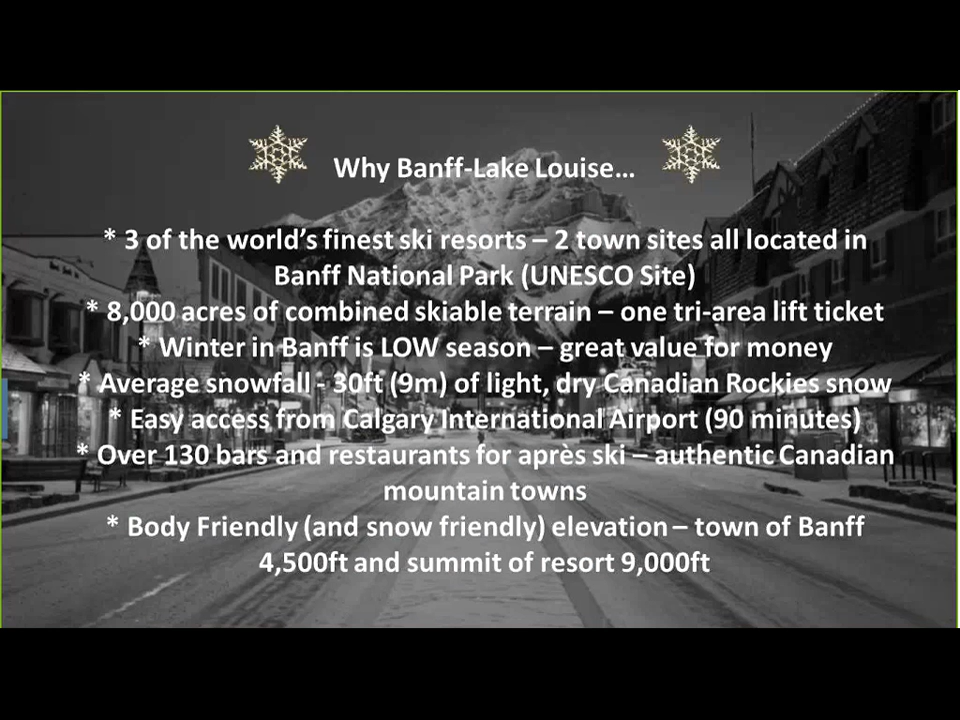 Why Banff-Lake Louise…
* 3 of the world’s finest ski resorts – 2 town sites all located in
Banff National Park (UNESCO Site)
* 8,000 acres of combined skiable terrain – one tri-area lift ticket
* Winter in Banff is LOW season – great value for money
* Average snowfall - 30ft (9m) of light, dry Canadian Rockies snow
* Easy access from Calgary International Airport (90 minutes)
* Over 130 bars and restaurants for après ski – authentic Canadian
mountain towns
* Body Friendly (and snow friendly) elevation – town of Banff
4,500ft and summit of resort 9,000ft